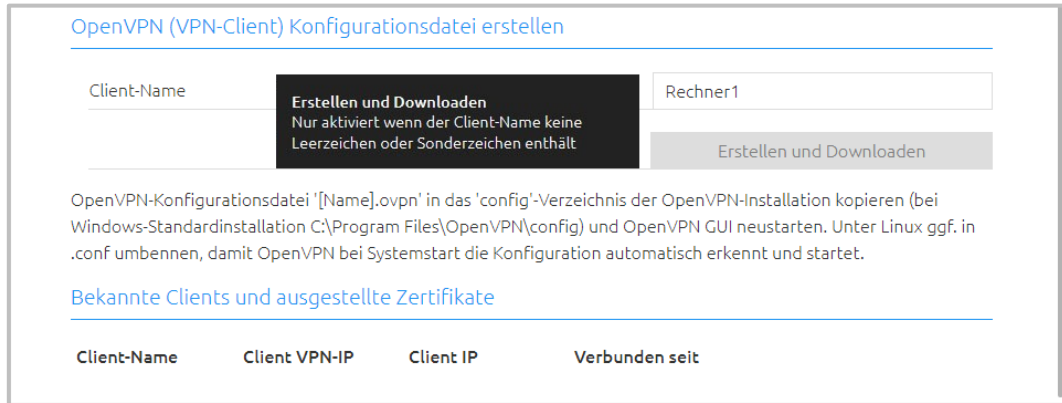 OpenVPN (VPN-Client) Konfigurationsdatei erstellen
Client-Name
Erstellen und Downloaden
Nur aktiviert wenn der Client-Name keine
Leerzeichen oder Sonderzeichen enthält
Rechner1
Erstellen und Downloaden
OpenVPN-Konfigurationsdatei '[Name].ovpn' in das 'config'-Verzeichnis der OpenVPN-Installation kopieren (bei
Windows-Standardinstallation C:\Program Files\OpenVPN\config) und OpenVPN GUI neustarten. Unter Linux ggf. in
.conf umbennen, damit OpenVPN bei Systemstart die Konfiguration automatisch erkennt und startet.
Bekannte Clients und ausgestellte Zertifikate
Client-Name Client VPN-IP Client IP Verbunden seit